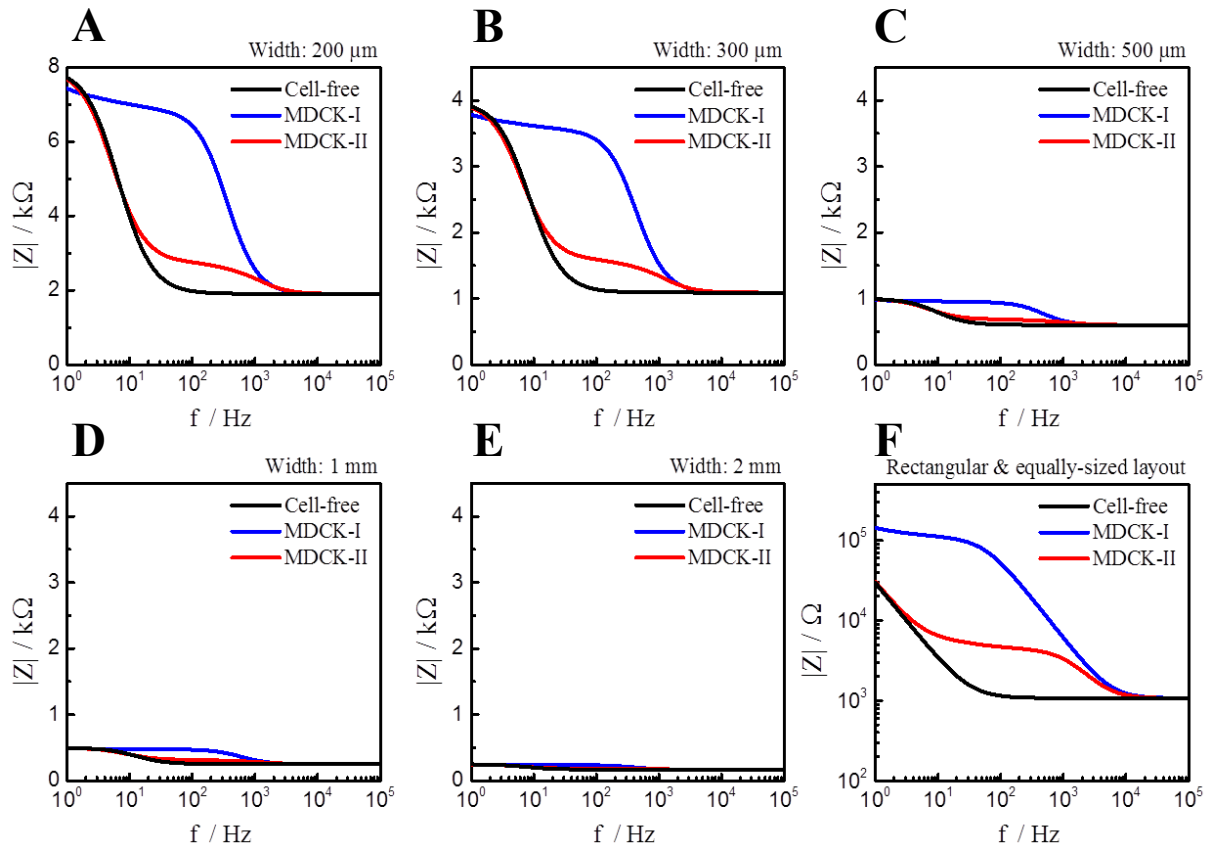 A
Width: 200 µm
Cell-free
MDCK-I
MDCK-II
8
6
4
2
0
|Z| / kΩ
10^0 10^1 10^2 10^3 10^4 10^5
f / Hz
B
Width: 300 µm
Cell-free
MDCK-I
MDCK-II
4
3
2
1
0
|Z| / kΩ
10^0 10^1 10^2 10^3 10^4 10^5
f / Hz
C
Width: 500 µm
Cell-free
MDCK-I
MDCK-II
4
3
2
1
0
|Z| / kΩ
10^0 10^1 10^2 10^3 10^4 10^5
f / Hz
D
Width: 1 mm
Cell-free
MDCK-I
MDCK-II
4
3
2
1
0
|Z| / kΩ
10^0 10^1 10^2 10^3 10^4 10^5
f / Hz
E
Width: 2 mm
Cell-free
MDCK-I
MDCK-II
4
3
2
1
0
|Z| / kΩ
10^0 10^1 10^2 10^3 10^4 10^5
f / Hz
F
Rectangular & equally-sized layout
Cell-free
MDCK-I
MDCK-II
10^5
10^4
10^3
10^2
|Z| / Ω
10^0 10^1 10^2 10^3 10^4 10^5
f / Hz